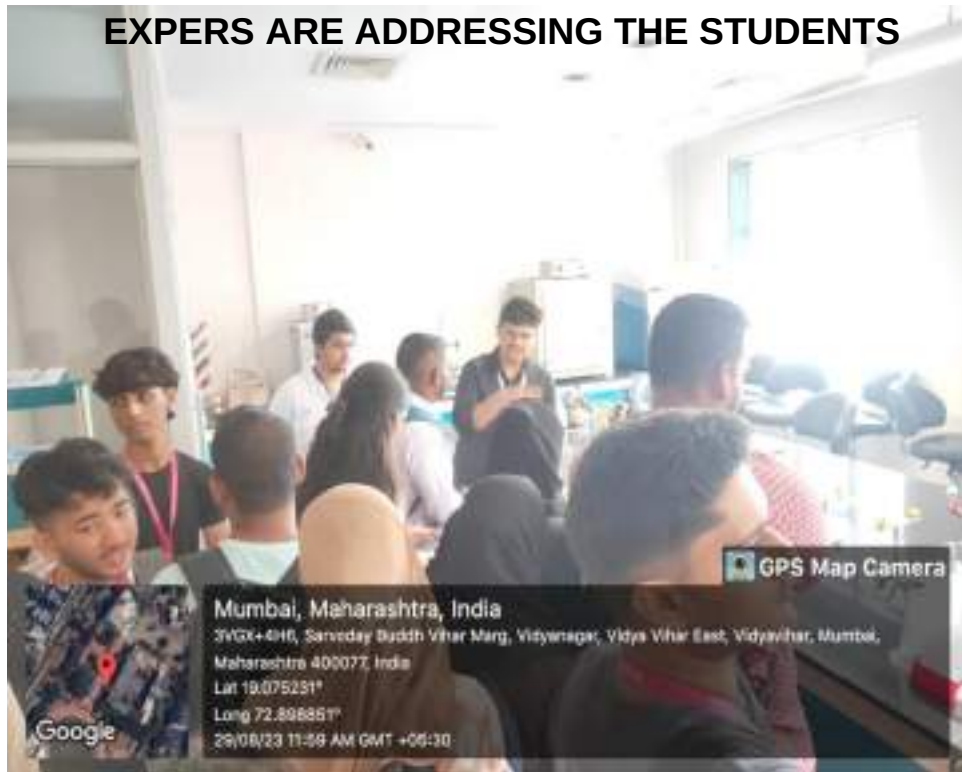 EXPERS ARE ADDRESSING THE STUDENTS
GPS Map Camera
Mumbai, Maharashtra, India
3VGX+4H6, Sarvoday Buddh Vihar Marg, Vidyanagar, Vidya Vihar East, Vidyavihar, Mumbai,
Maharashtra 400077, India
Lat 19.075231°
Long 72.898851°
29/08/23 11:59 AM GMT +05:30
Google